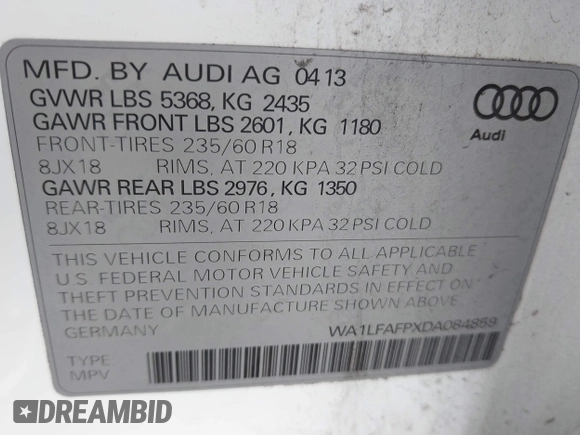 MFD. BY AUDI AG 0413
GVWR LBS 5368, KG 2435
GAWR FRONT LBS 2601, KG 1180
FRONT-TIRES 235/60 R18
8JX18 RIMS, AT 220 KPA 32 PSI COLD
GAWR REAR LBS 2976, KG 1350
REAR-TIRES 235/60 R18
8JX18 RIMS, AT 220 KPA 32 PSI COLD
Audi
THIS VEHICLE CONFORMS TO ALL APPLICABLE
U.S. FEDERAL MOTOR VEHICLE SAFETY AND
THEFT PREVENTION STANDARDS IN EFFECT ON
THE DATE OF MANUFACTURE SHOWN ABOVE.
GERMANY WA1LFAFPXDA084859
TYPE
MPV
DREAMBID